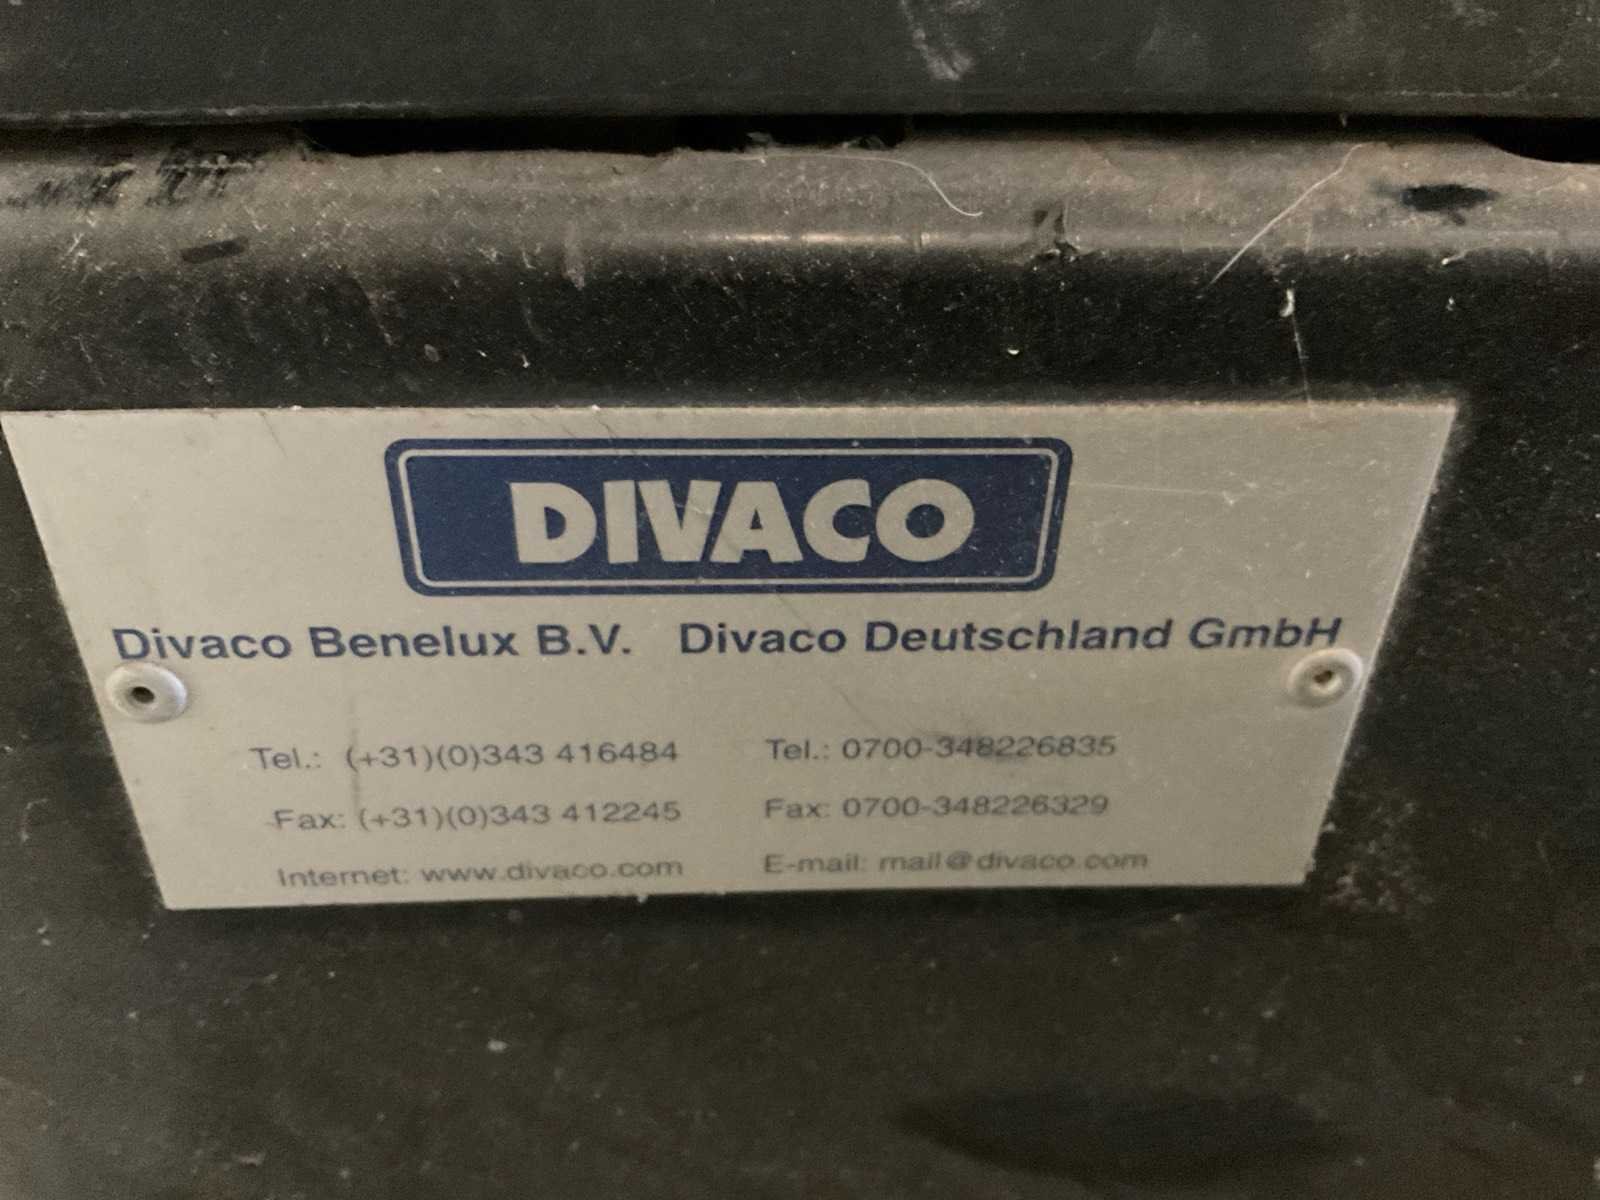 DIVACO
Divaco Benelux B.V. Divaco Deutschland GmbH
Tel.: (+31)(0)343 416484 Tel.: 0700-348226835
Fax: (+31)(0)343 412245 Fax: 0700-348226329
Internet: www.divaco.com E-mail: mail@divaco.com